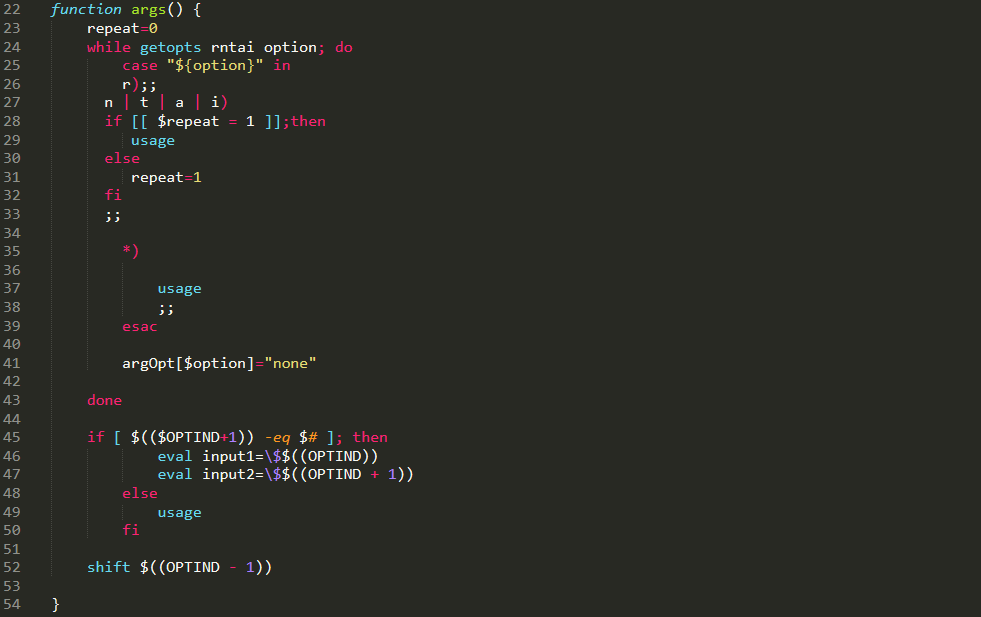 22 function args() {
23 repeat=0
24 while getopts rntai option; do
25 case "${option}" in
26 r);;
27 n | t | a | i)
28 if [[ $repeat = 1 ]];then
29 usage
30 else
31 repeat=1
32 fi
33 ;;
34
35 *)
36
37 usage
38 ;;
39 esac
40
41 argOpt[$option]="none"
42
43 done
44
45 if [ $(($OPTIND+1)) -eq $# ]; then
46 eval input1=\$$((OPTIND))
47 eval input2=\$$((OPTIND + 1))
48 else
49 usage
50 fi
51
52 shift $((OPTIND - 1))
53
54 }